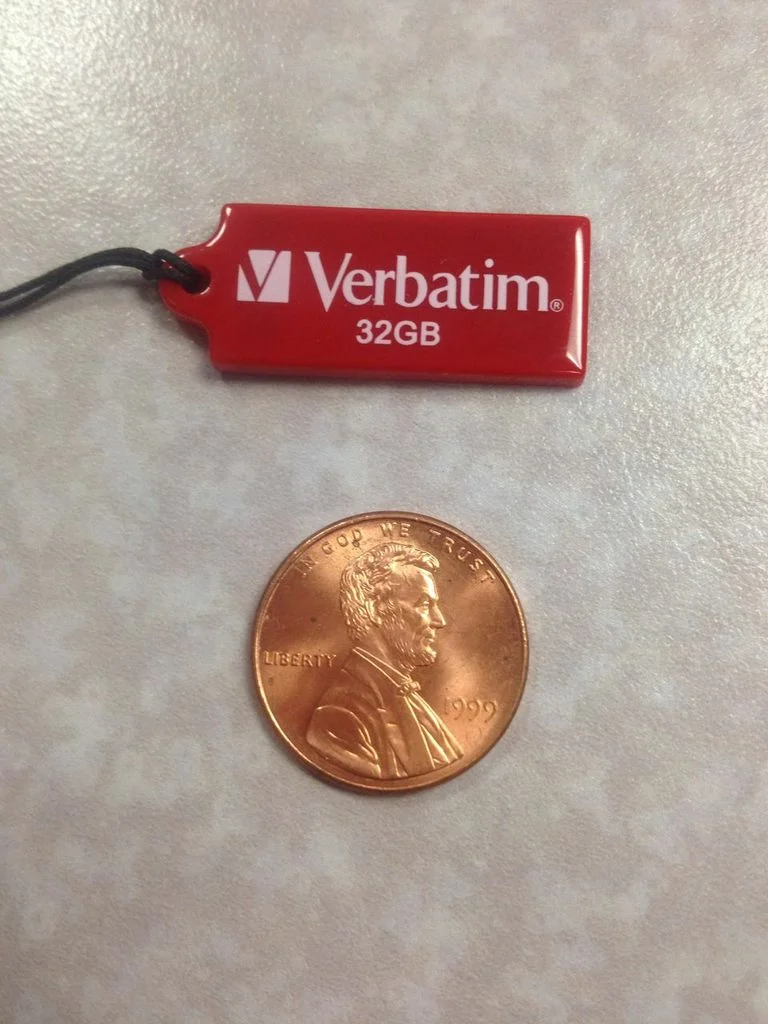 Verbatim®
32GB
IN GOD WE TRUST
LIBERTY
1999